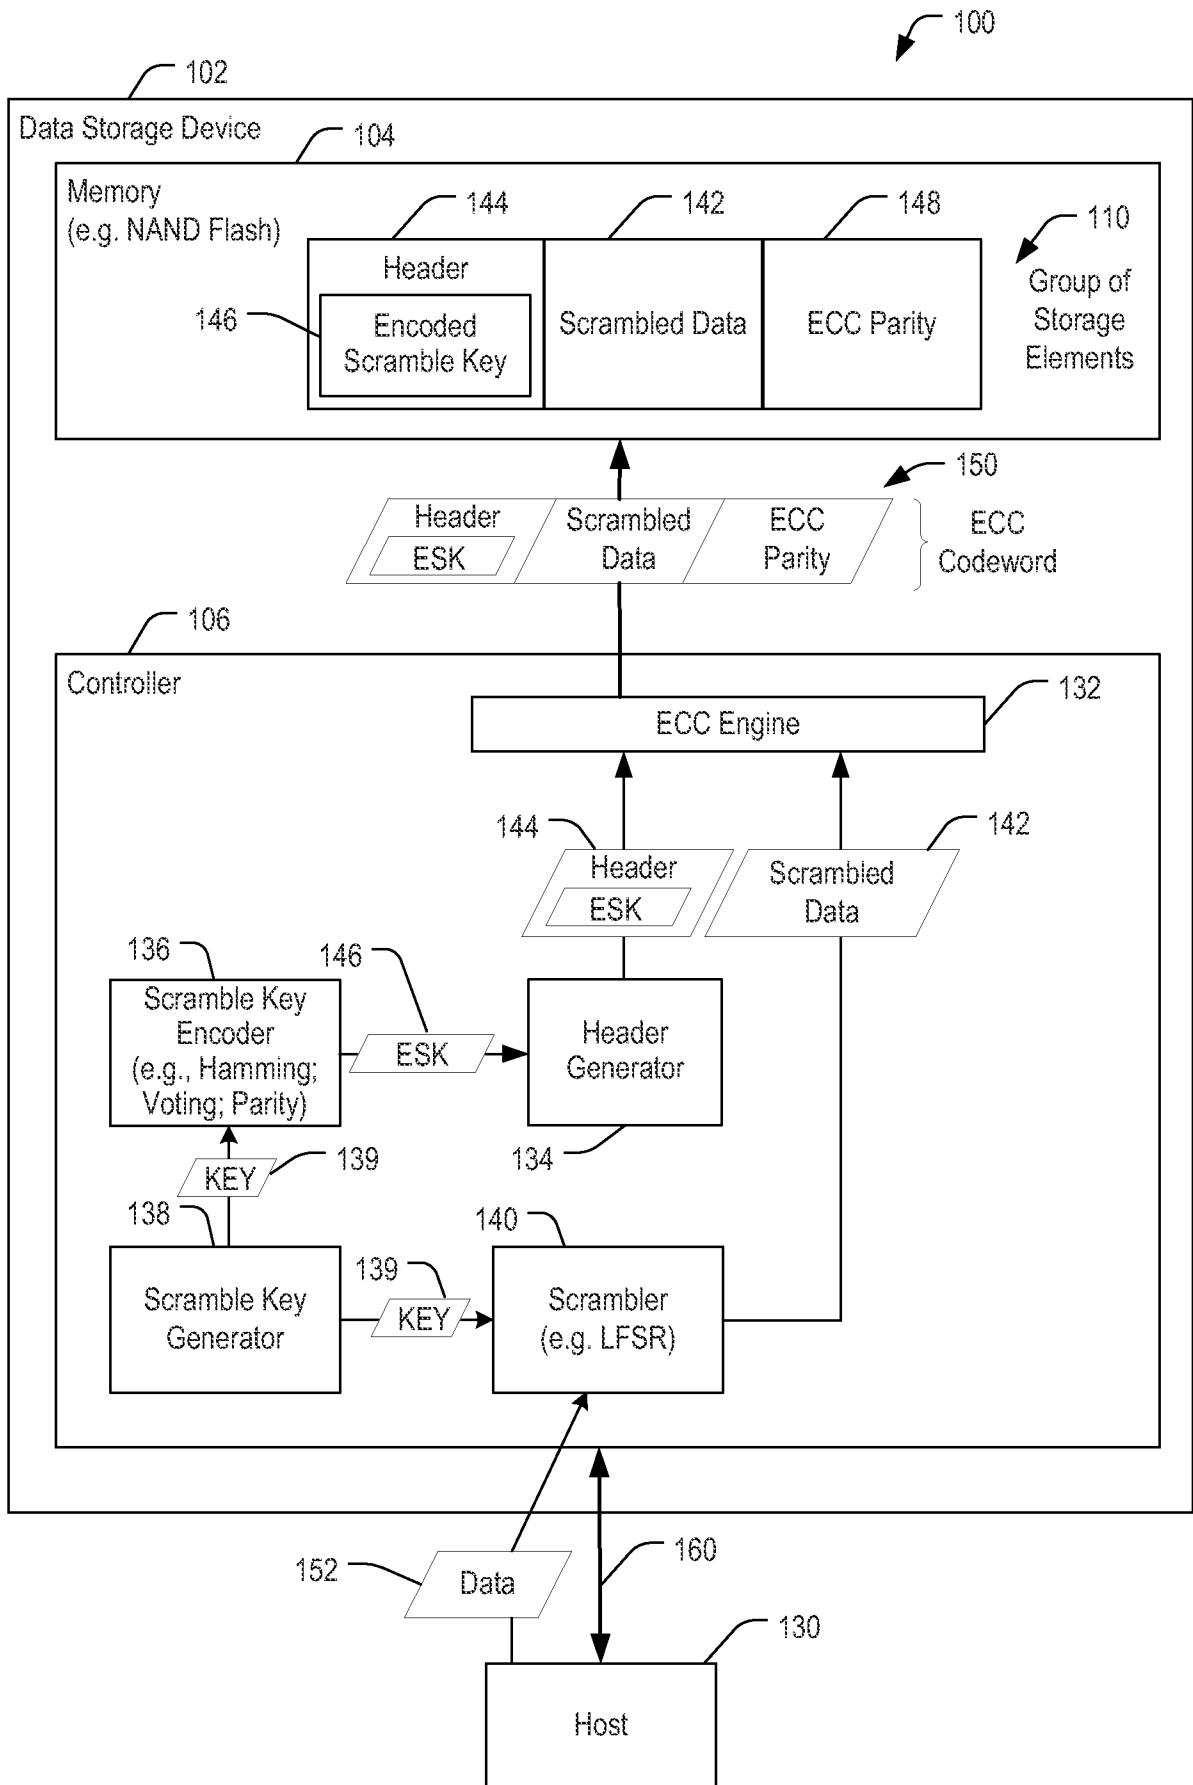 100
102
Data Storage Device
104
Memory
(e.g. NAND Flash)
144
142
148
110
Header
146
Encoded
Scramble Key
Scrambled Data
ECC Parity
Group of
Storage
Elements
150
Header
ESK
Scrambled
Data
ECC
Parity
ECC
Codeword
106
Controller
132
ECC Engine
144
142
Header
ESK
Scrambled
Data
136
146
Scramble Key
Encoder
(e.g., Hamming;
Voting; Parity)
ESK
Header
Generator
134
KEY
139
138
140
139
Scramble Key
Generator
KEY
Scrambler
(e.g. LFSR)
152
Data
160
130
Host